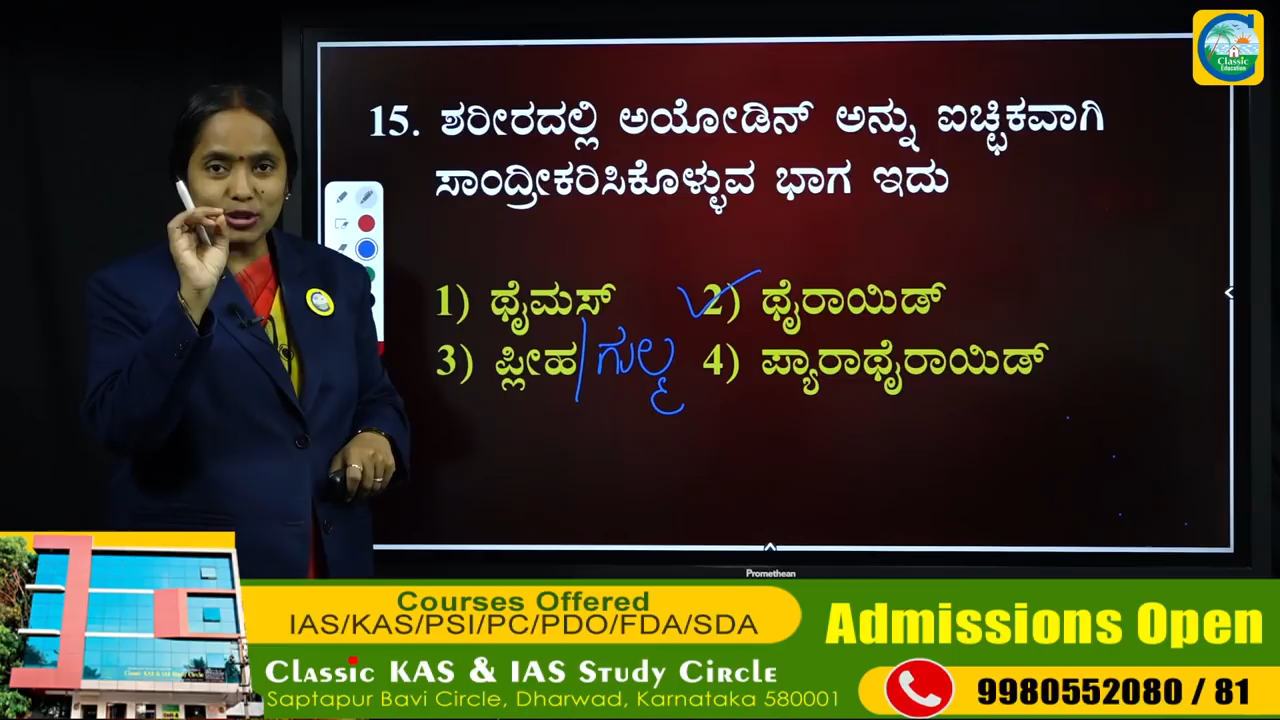 Classic
Education
15. ಶರೀರದಲ್ಲಿ ಅಯೋಡಿನ್ ಅನ್ನು ಐಚ್ಛಿಕವಾಗಿ
ಸಾಂದ್ರೀಕರಿಸಿಕೊಳ್ಳುವ ಭಾಗ ಇದು
1) ಥೈಮಸ್ 2) ಥೈರಾಯಿಡ್
3) ಪ್ಲೀಹ/ಗುಲ್ಮ 4) ಪ್ಯಾರಾಥೈರಾಯಿಡ್
Promethean
Courses Offered
IAS/KAS/PSI/PC/PDO/FDA/SDA
Admissions Open
Classic KAS & IAS Study Circle
Saptapur Bavi Circle, Dharwad, Karnataka 580001
9980552080 / 81